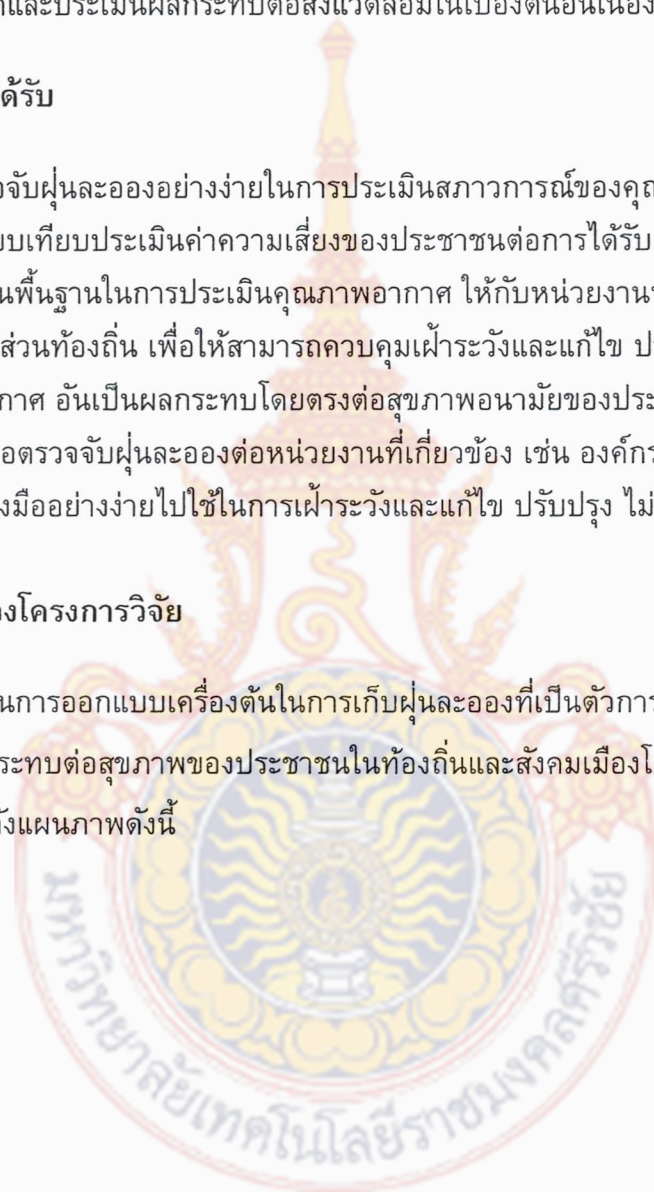 และประเมินผลกระทบต่อสิ่งแวดล้อมในเบื้องต้นอันเนื่อง
ด้รับ
จจับฝุ่นละอองอย่างง่ายในการประเมินสภาวการณ์ของคุณ
ยบเทียบประเมินค่าความเสี่ยงของประชาชนต่อการได้รับ
นพื้นฐานในการประเมินคุณภาพอากาศ ให้กับหน่วยงาน
ส่วนท้องถิ่น เพื่อให้สามารถควบคุมเฝ้าระวังและแก้ไข ป
กาศ อันเป็นผลกระทบโดยตรงต่อสุขภาพอนามัยของประ
อตรวจจับฝุ่นละอองต่อหน่วยงานที่เกี่ยวข้อง เช่น องค์กร
งมืออย่างง่ายไปใช้ในการเฝ้าระวังและแก้ไข ปรับปรุง ไม่
งโครงการวิจัย
นการออกแบบเครื่องต้นในการเก็บฝุ่นละอองที่เป็นตัวการ
ระทบต่อสุขภาพของประชาชนในท้องถิ่นและสังคมเมืองโ
ังแผนภาพดังนี้
มหาวิทยาลัยเทคโนโลยีราชมงคลศรีวิชัย